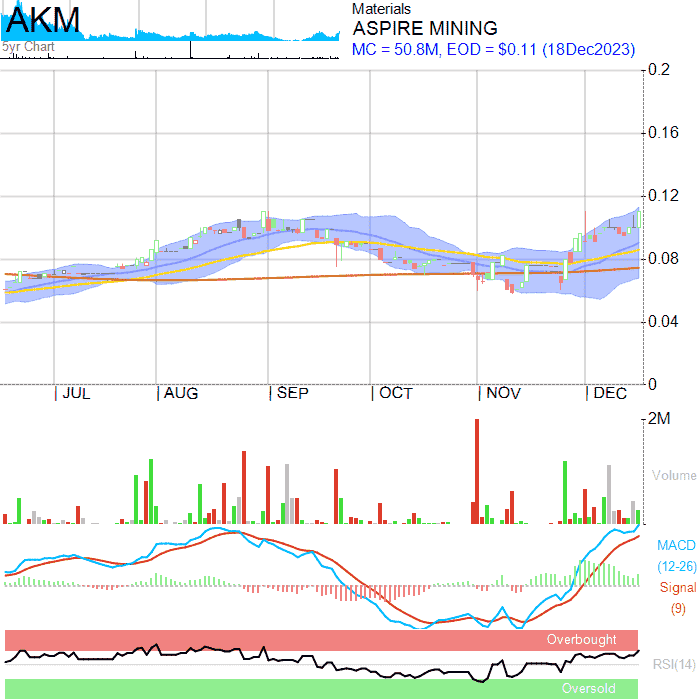 AKM
5yr Chart
Materials
ASPIRE MINING
MC = 50.8M, EOD = $0.11 (18Dec2023)
0.2
0.16
0.12
0.08
0.04
0
JUL AUG SEP OCT NOV DEC
2M
Volume
MACD
(12-26)
Signal
(9)
Overbought
RSI(14)
Oversold